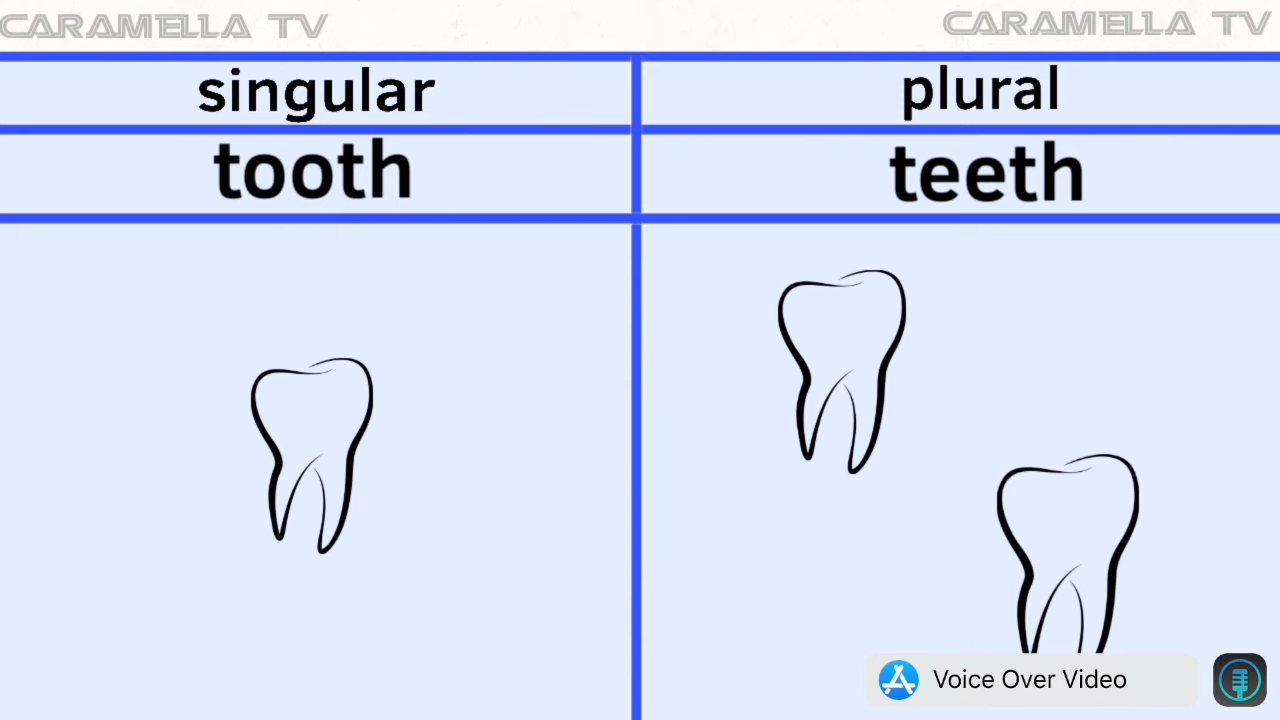 CARAMELLA TV CARAMELLA TV
singular plural
tooth teeth
Voice Over Video